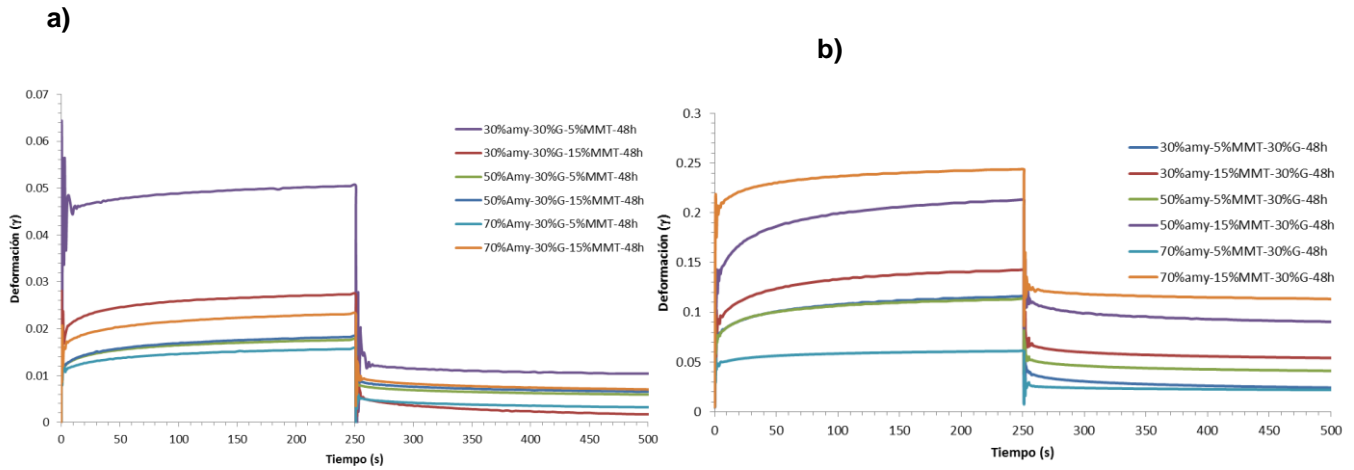 a)
Deformación (γ)
0.07
0.06
0.05
0.04
0.03
0.02
0.01
0
0 50 100 150 200 250 300 350 400 450 500
Tiempo (s)
30%amy-30%G-5%MMT-48h
30%amy-30%G-15%MMT-48h
50%Amy-30%G-5%MMT-48h
50%Amy-30%G-15%MMT-48h
70%Amy-30%G-5%MMT-48h
70%Amy-30%G-15%MMT-48h
b)
Deformación (γ)
0.3
0.25
0.2
0.15
0.1
0.05
0
0 50 100 150 200 250 300 350 400 450 500
Tiempo (s)
30%amy-5%MMT-30%G-48h
30%amy-15%MMT-30%G-48h
50%amy-5%MMT-30%G-48h
50%amy-15%MMT-30%G-48h
70%amy-5%MMT-30%G-48h
70%amy-15%MMT-30%G-48h